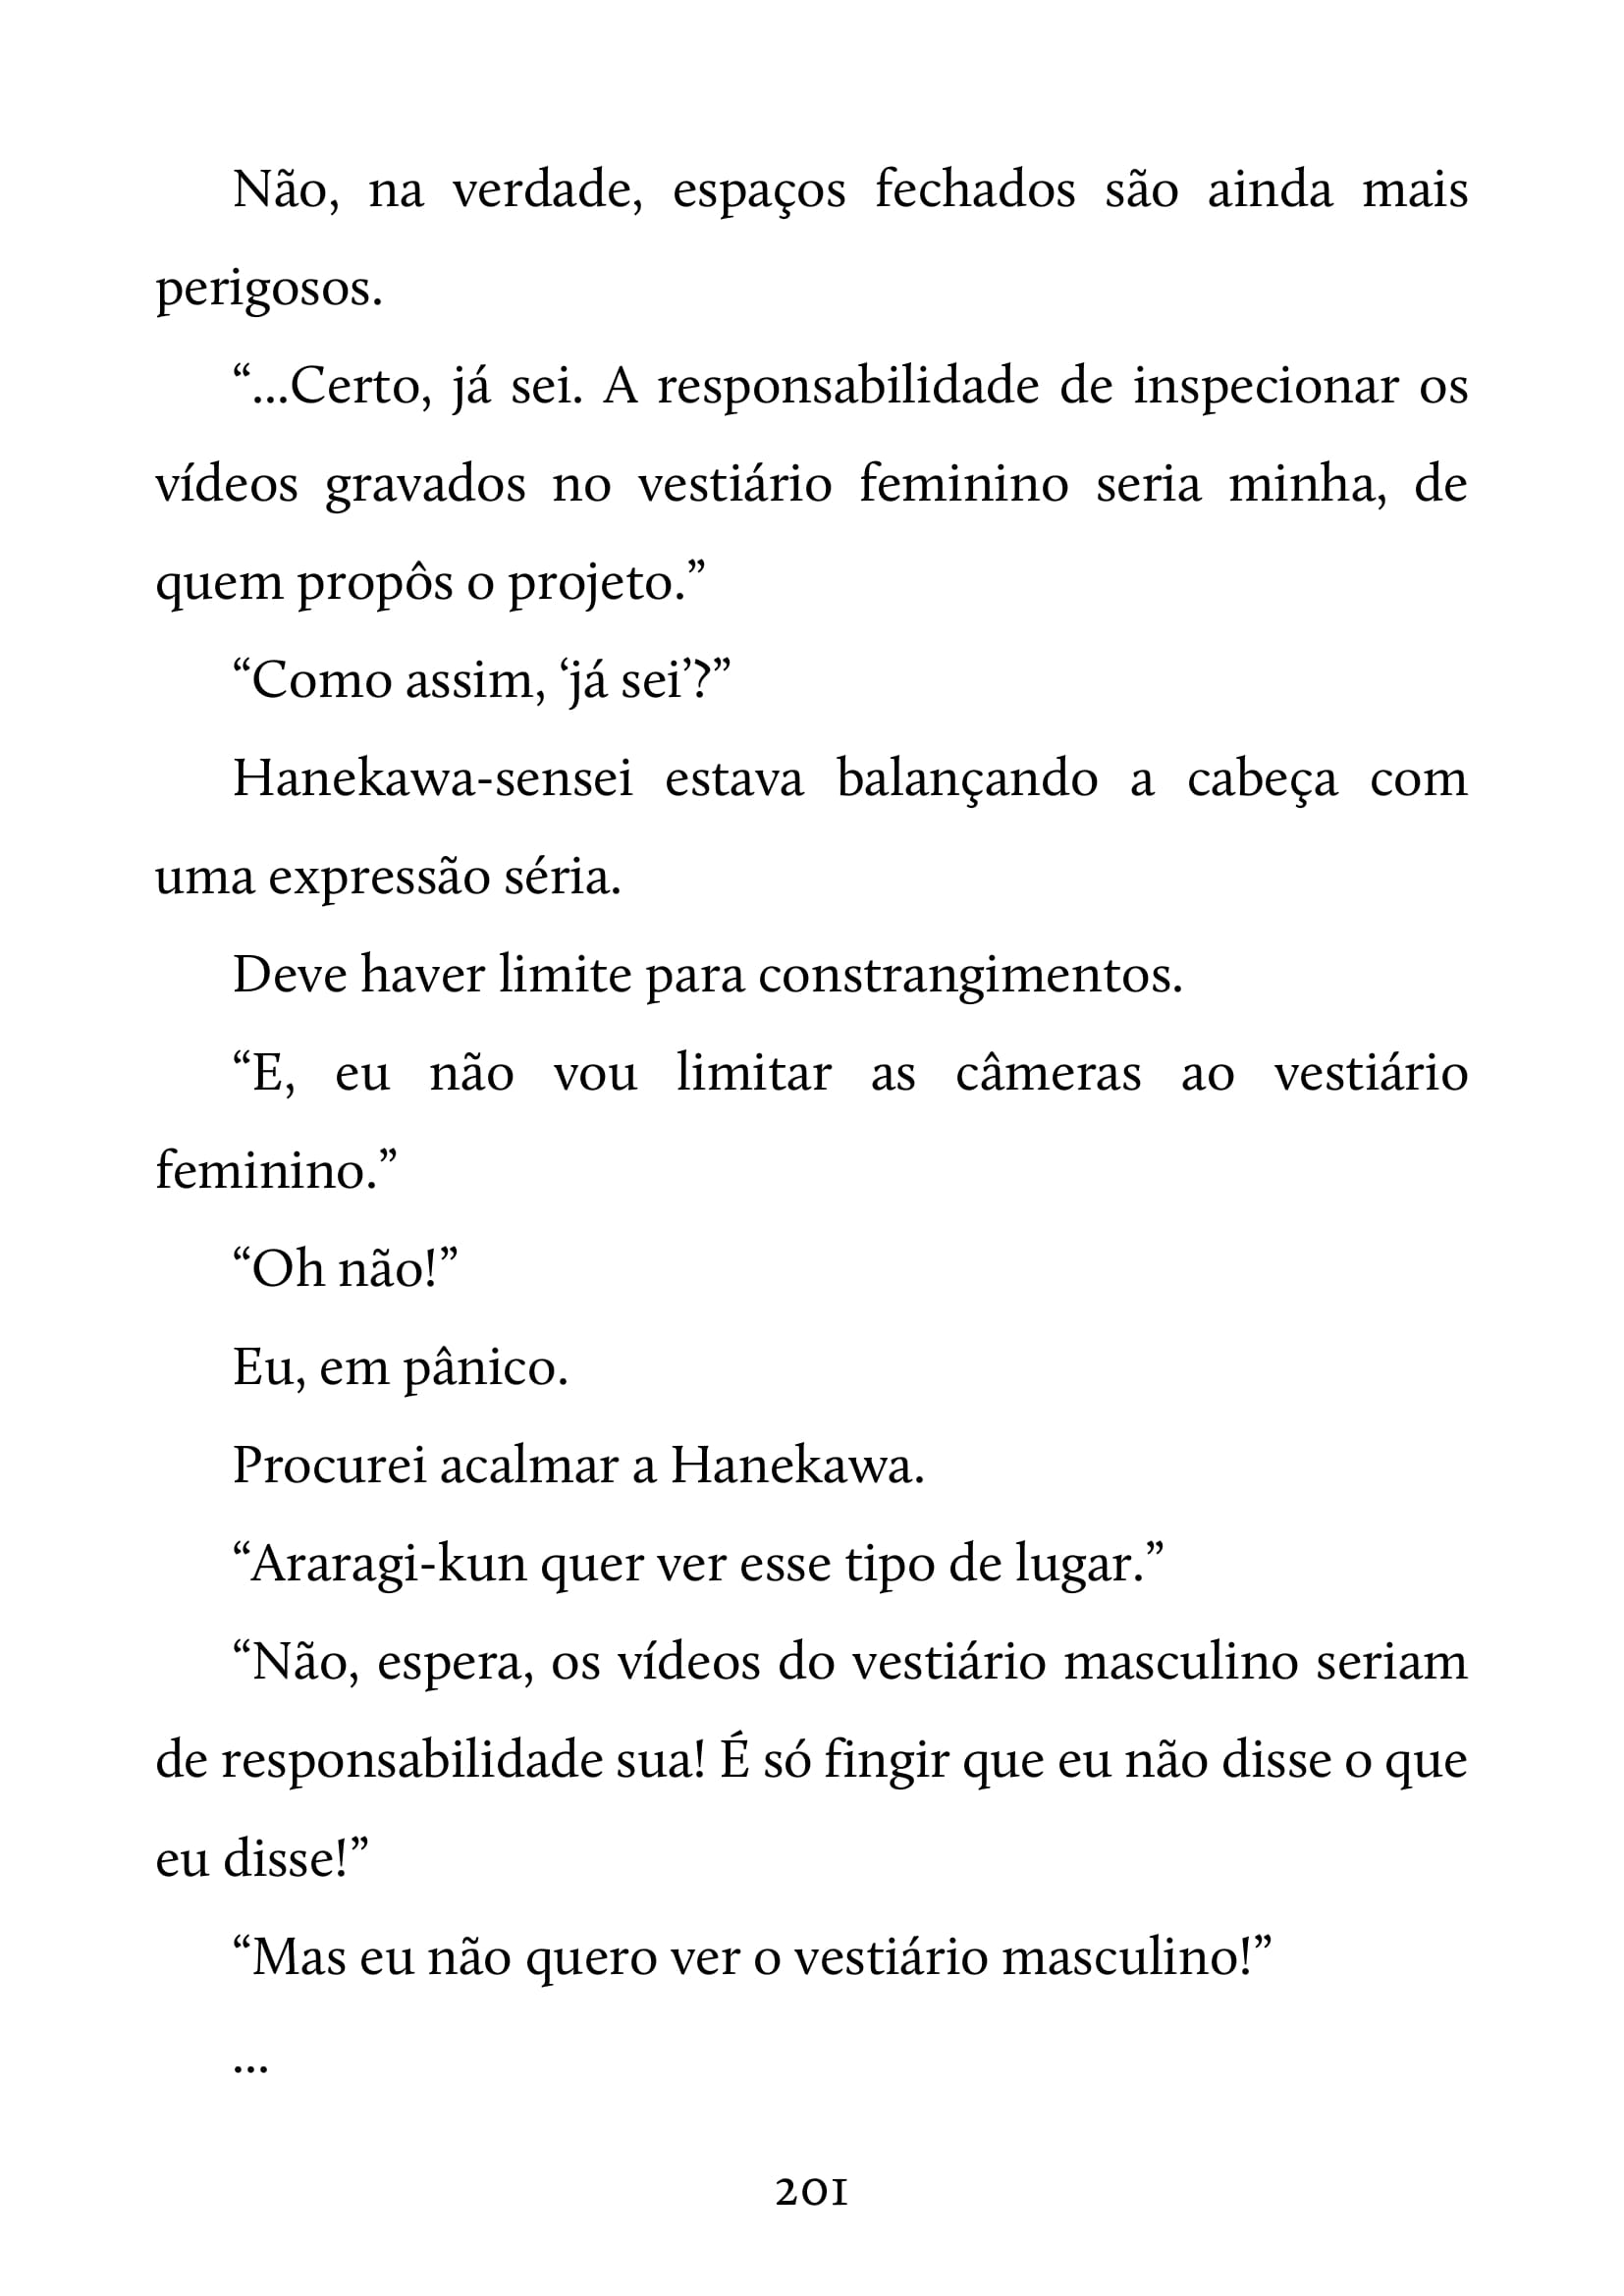 Não, na verdade, espaços fechados são ainda mais
perigosos.
“...Certo, já sei. A responsabilidade de inspecionar os
vídeos gravados no vestiário feminino seria minha, de
quem propôs o projeto.”
“Como assim, ‘já sei’?”
Hanekawa-sensei estava balançando a cabeça com
uma expressão séria.
Deve haver limite para constrangimentos.
“E, eu não vou limitar as câmeras ao vestiário
feminino.”
“Oh não!”
Eu, em pânico.
Procurei acalmar a Hanekawa.
“Araragi-kun quer ver esse tipo de lugar.”
“Não, espera, os vídeos do vestiário masculino seriam
de responsabilidade sua! É só fingir que eu não disse o que
eu disse!”
“Mas eu não quero ver o vestiário masculino!”
...
201